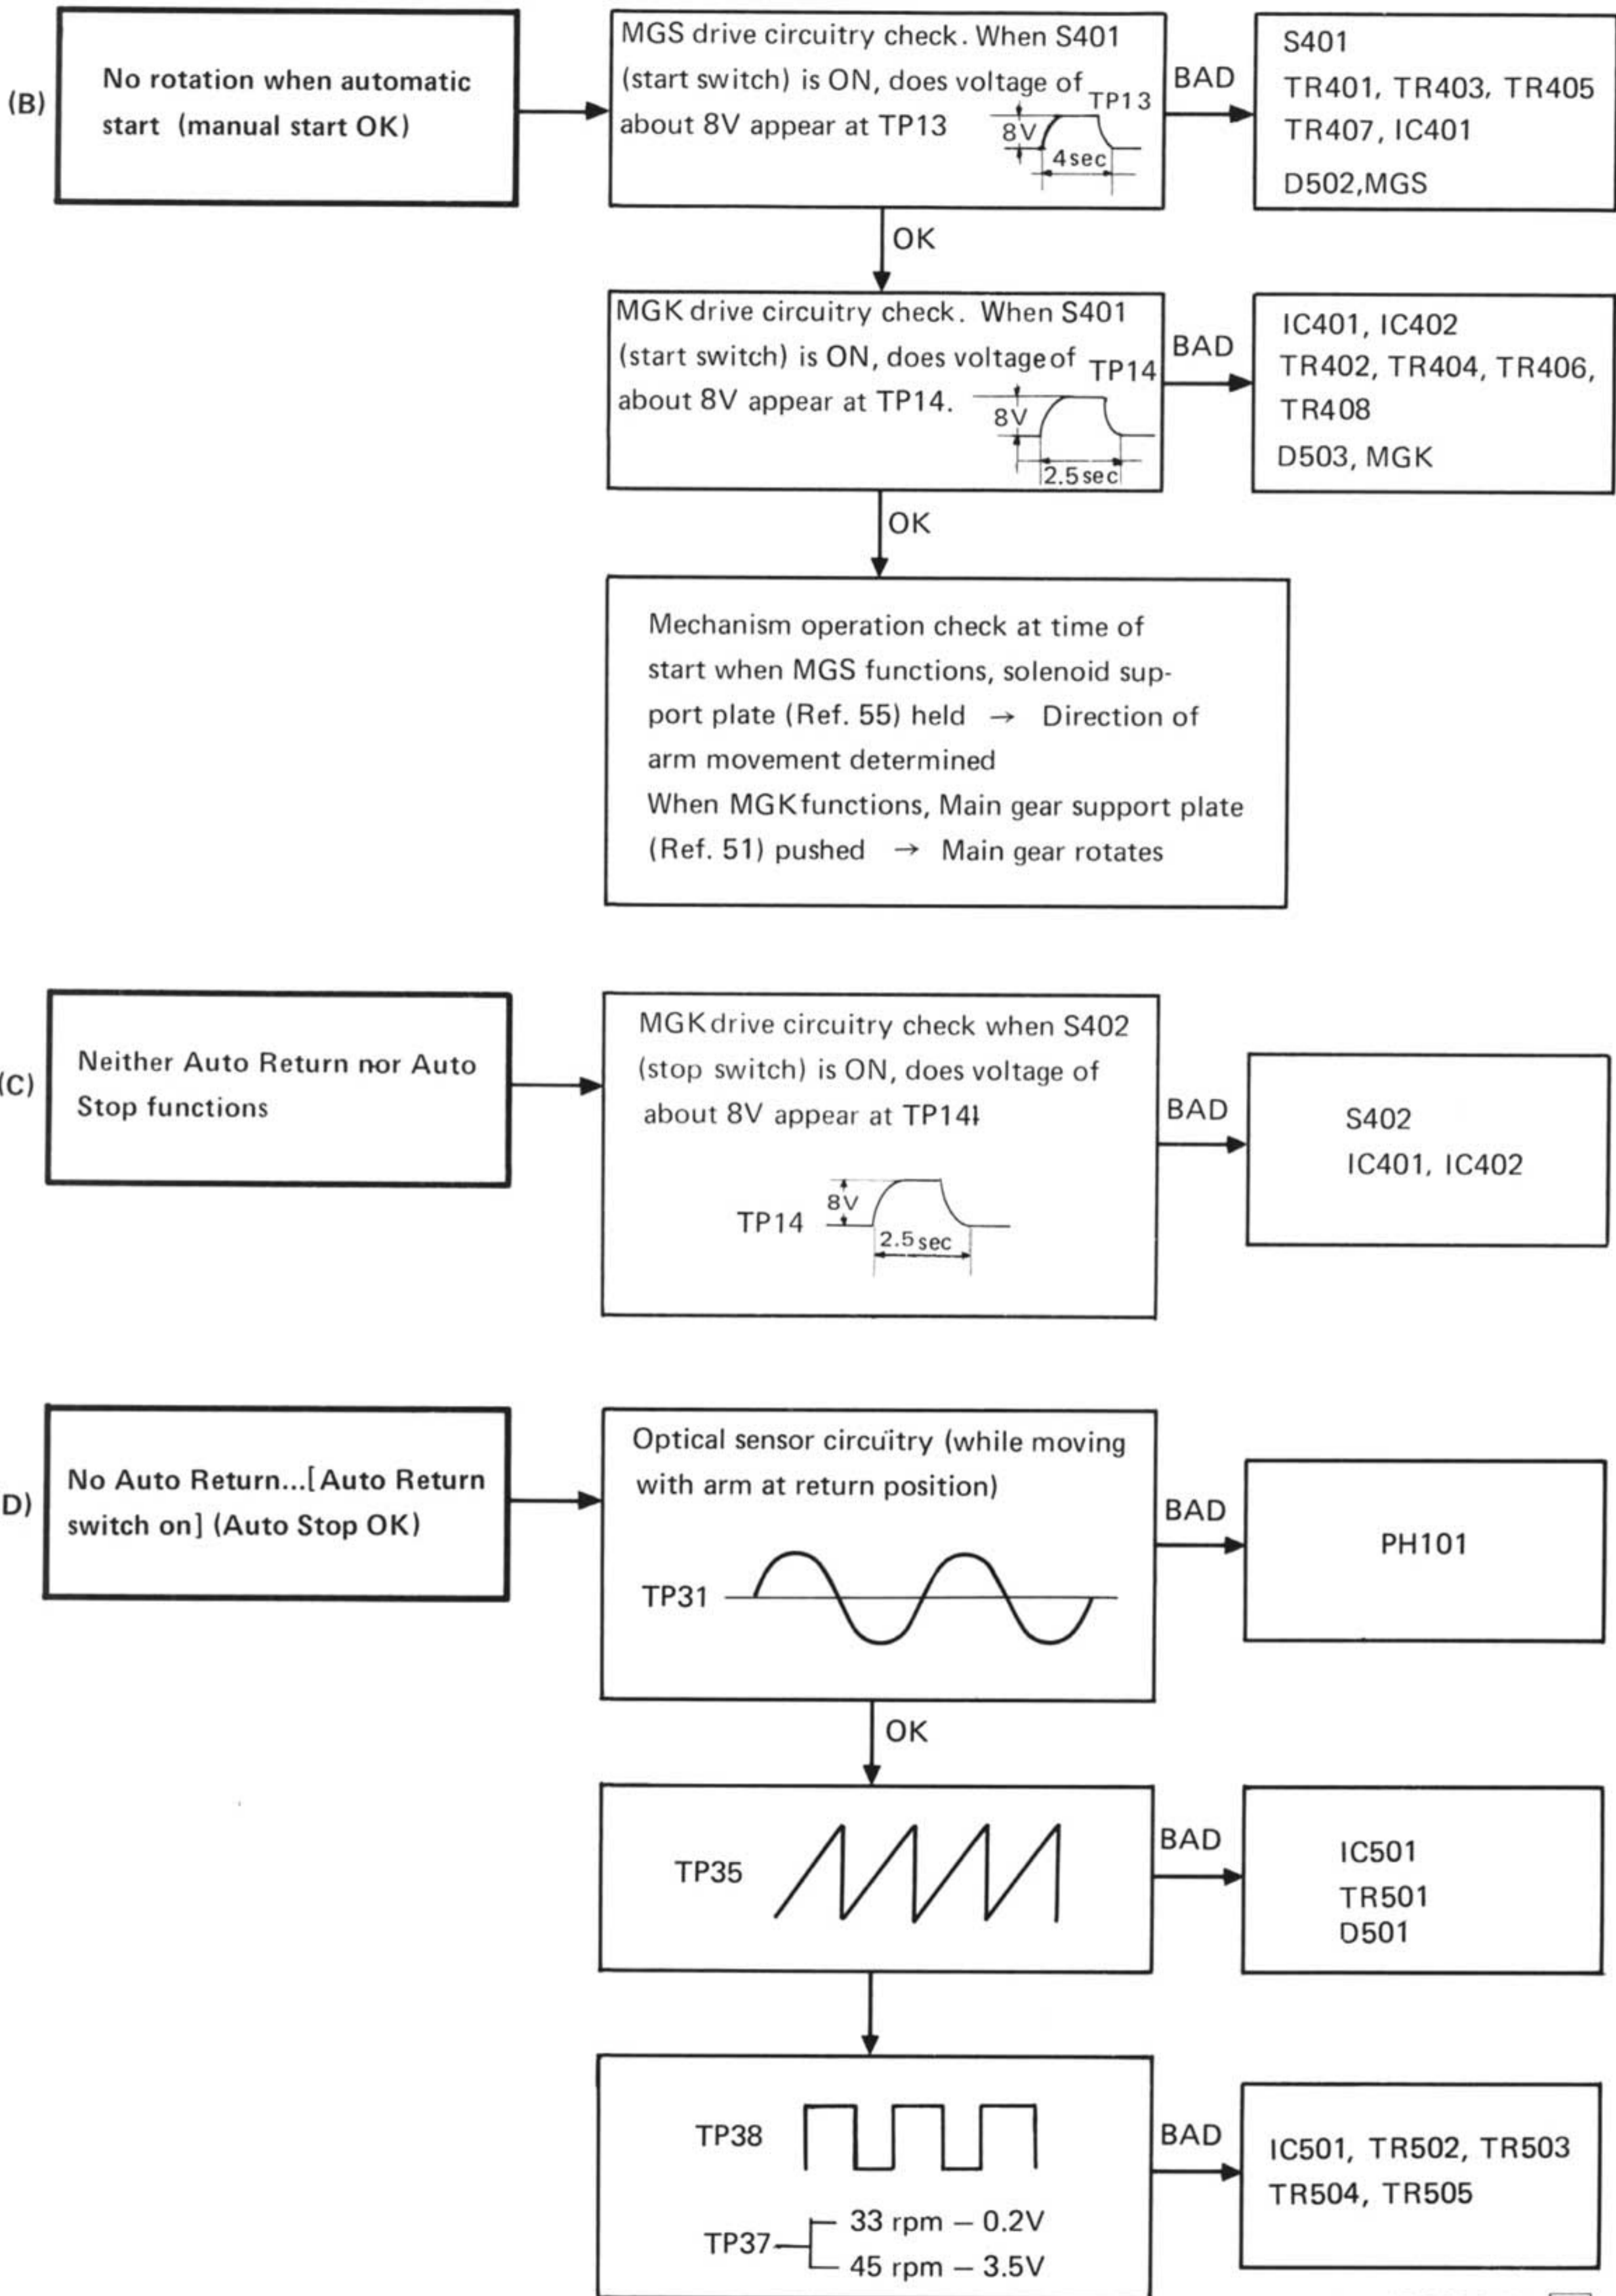 (B)
No rotation when automatic
start (manual start OK)
MGS drive circuitry check. When S401
(start switch) is ON, does voltage of
about 8V appear at TP13
TP13
8V
4sec
BAD
S401
TR401, TR403, TR405
TR407, IC401
D502,MGS
OK
MGK drive circuitry check. When S401
(start switch) is ON, does voltage of
about 8V appear at TP14.
TP14
8V
2.5sec
BAD
IC401, IC402
TR402, TR404, TR406,
TR408
D503, MGK
OK
Mechanism operation check at time of
start when MGS functions, solenoid sup-
port plate (Ref. 55) held → Direction of
arm movement determined
When MGK functions, Main gear support plate
(Ref. 51) pushed → Main gear rotates
(C)
Neither Auto Return nor Auto
Stop functions
MGK drive circuitry check when S402
(stop switch) is ON, does voltage of
about 8V appear at TP14
TP14
8V
2.5sec
BAD
S402
IC401, IC402
D)
No Auto Return...[Auto Return
switch on] (Auto Stop OK)
Optical sensor circuitry (while moving
with arm at return position)
TP31
BAD
PH101
OK
TP35
BAD
IC501
TR501
D501
TP38
TP37
33 rpm – 0.2V
45 rpm – 3.5V
BAD
IC501, TR502, TR503
TR504, TR505